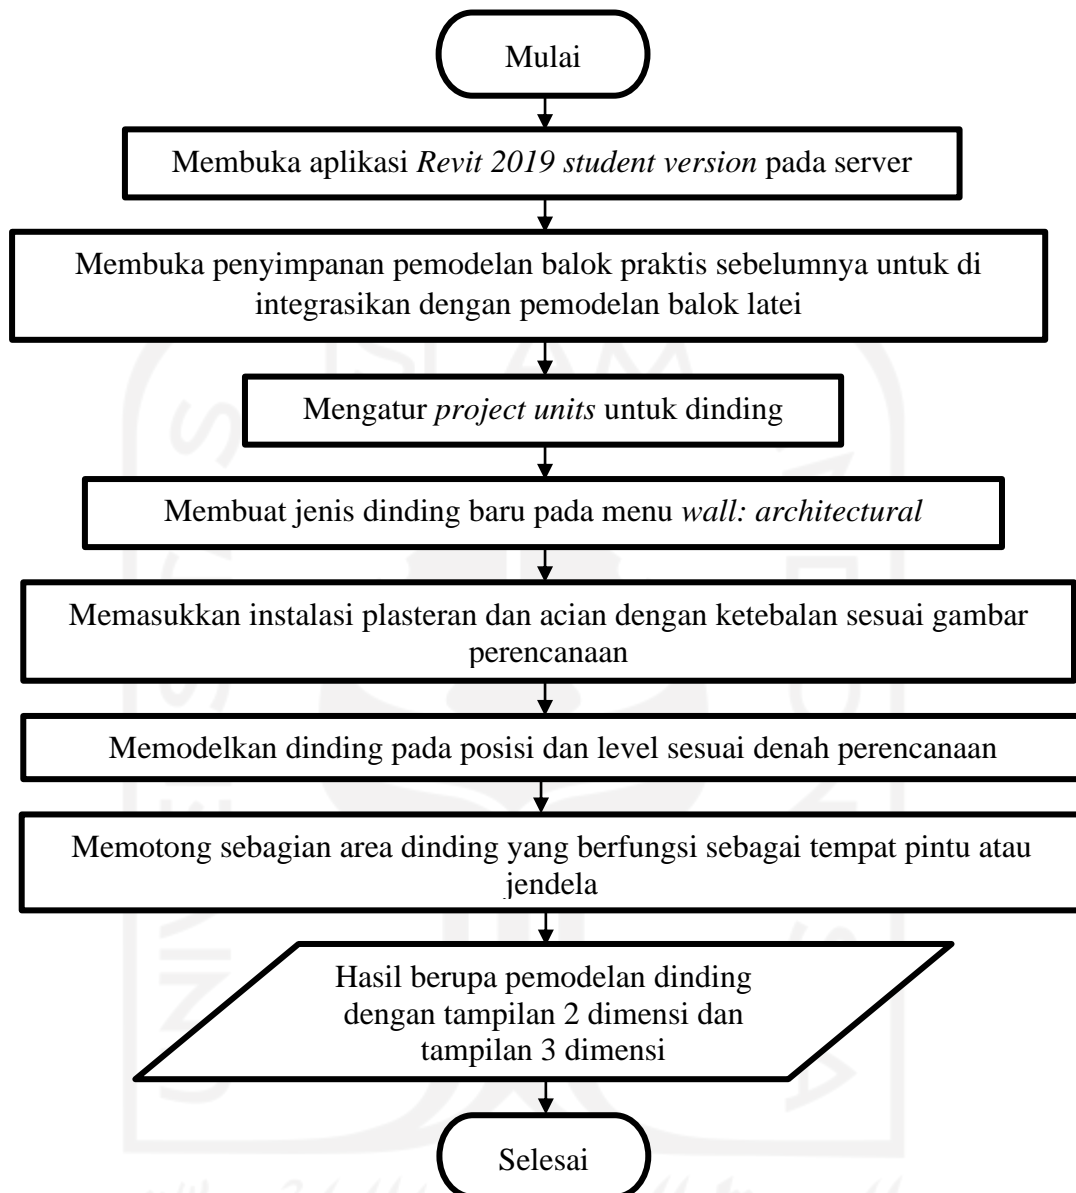 Mulai
Membuka aplikasi Revit 2019 student version pada server
Membuka penyimpanan pemodelan balok praktis sebelumnya untuk di
integrasikan dengan pemodelan balok latei
Mengatur project units untuk dinding
Membuat jenis dinding baru pada menu wall: architectural
Memasukkan instalasi plasteran dan acian dengan ketebalan sesuai gambar
perencanaan
Memodelkan dinding pada posisi dan level sesuai denah perencanaan
Memotong sebagian area dinding yang berfungsi sebagai tempat pintu atau
jendela
Hasil berupa pemodelan dinding
dengan tampilan 2 dimensi dan
tampilan 3 dimensi
Selesai